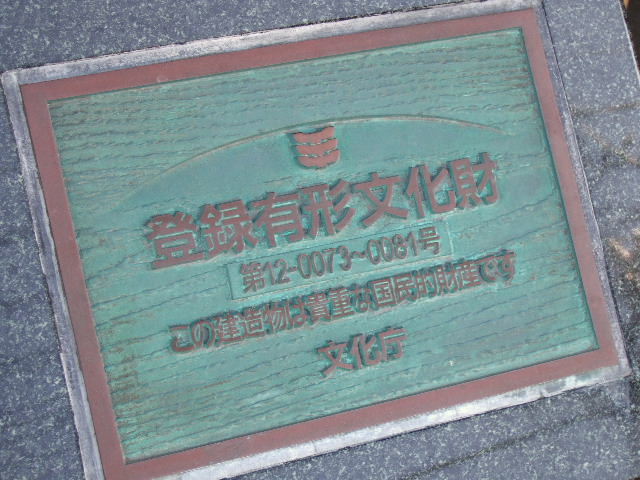 登録有形文化財
第12-0073~0081号
この建造物は貴重な国民的財産です
文化庁